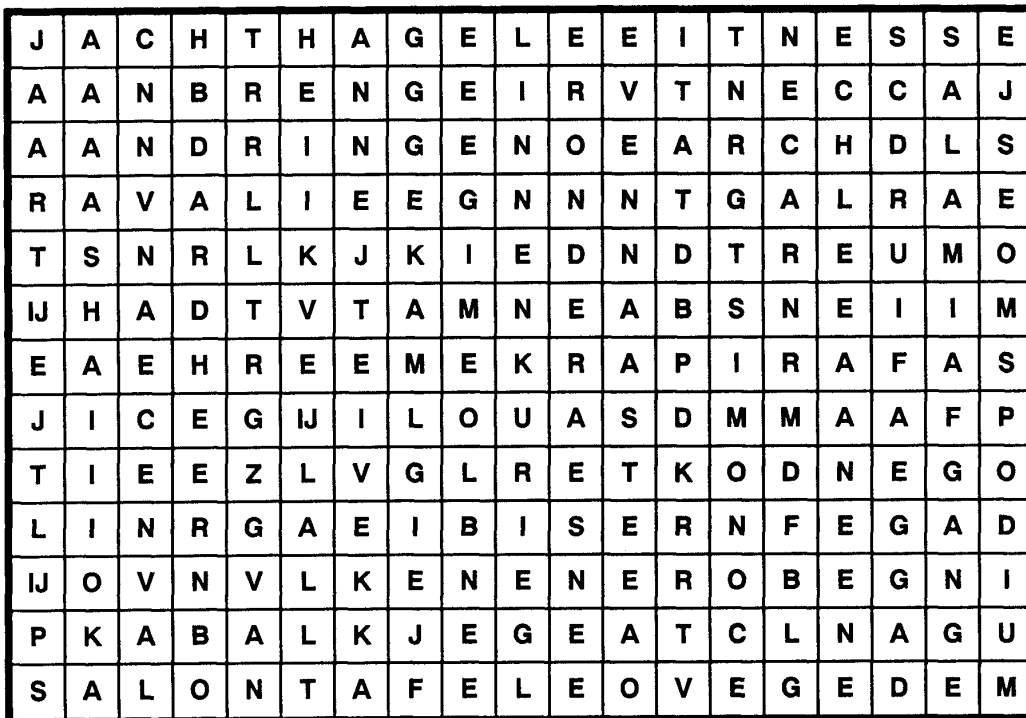 J A C H T H A G E L E E I T N E S S E
A A N B R E N G E I R V T N E C C A J
A A N D R I N G E N O E A R C H D L S
R A V A L I E E G N N N T G A L R A E
T S N R L K J K I E D N D T R E U M O
IJ H A D T V T A M N E A B S N E I I M
E A E H R E E M E K R A P I R A F A S
J I C E G IJ I L O U A S D M M A A F P
T I E E Z L V G L R E T K O D N E G O
L I N R G A E I B I S E R N F E G A D
IJ O V N V L K E N E N E R O B E G N I
P K A B A L K J E G E A T C L N A G U
S A L O N T A F E L E O V E G E D E M